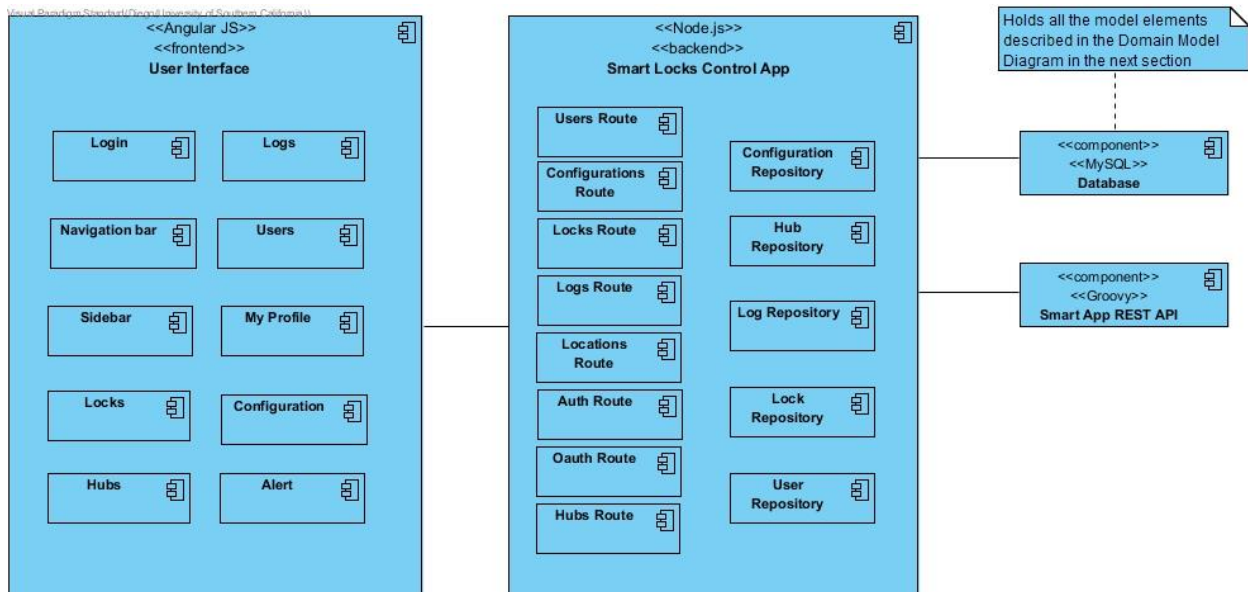 Visual Paradigm Standard(Diego(University of Southern California))
<<Angular JS>>
<<frontend>>
User Interface
Login
Logs
Navigation bar
Users
Sidebar
My Profile
Locks
Configuration
Hubs
Alert
<<Node.js>>
<<backend>>
Smart Locks Control App
Users Route
Configurations
Route
Locks Route
Logs Route
Locations
Route
Auth Route
Oauth Route
Hubs Route
Configuration
Repository
Hub
Repository
Log Repository
Lock
Repository
User
Repository
Holds all the model elements
described in the Domain Model
Diagram in the next section
<<component>>
<<MySQL>>
Database
<<component>>
<<Groovy>>
Smart App REST API